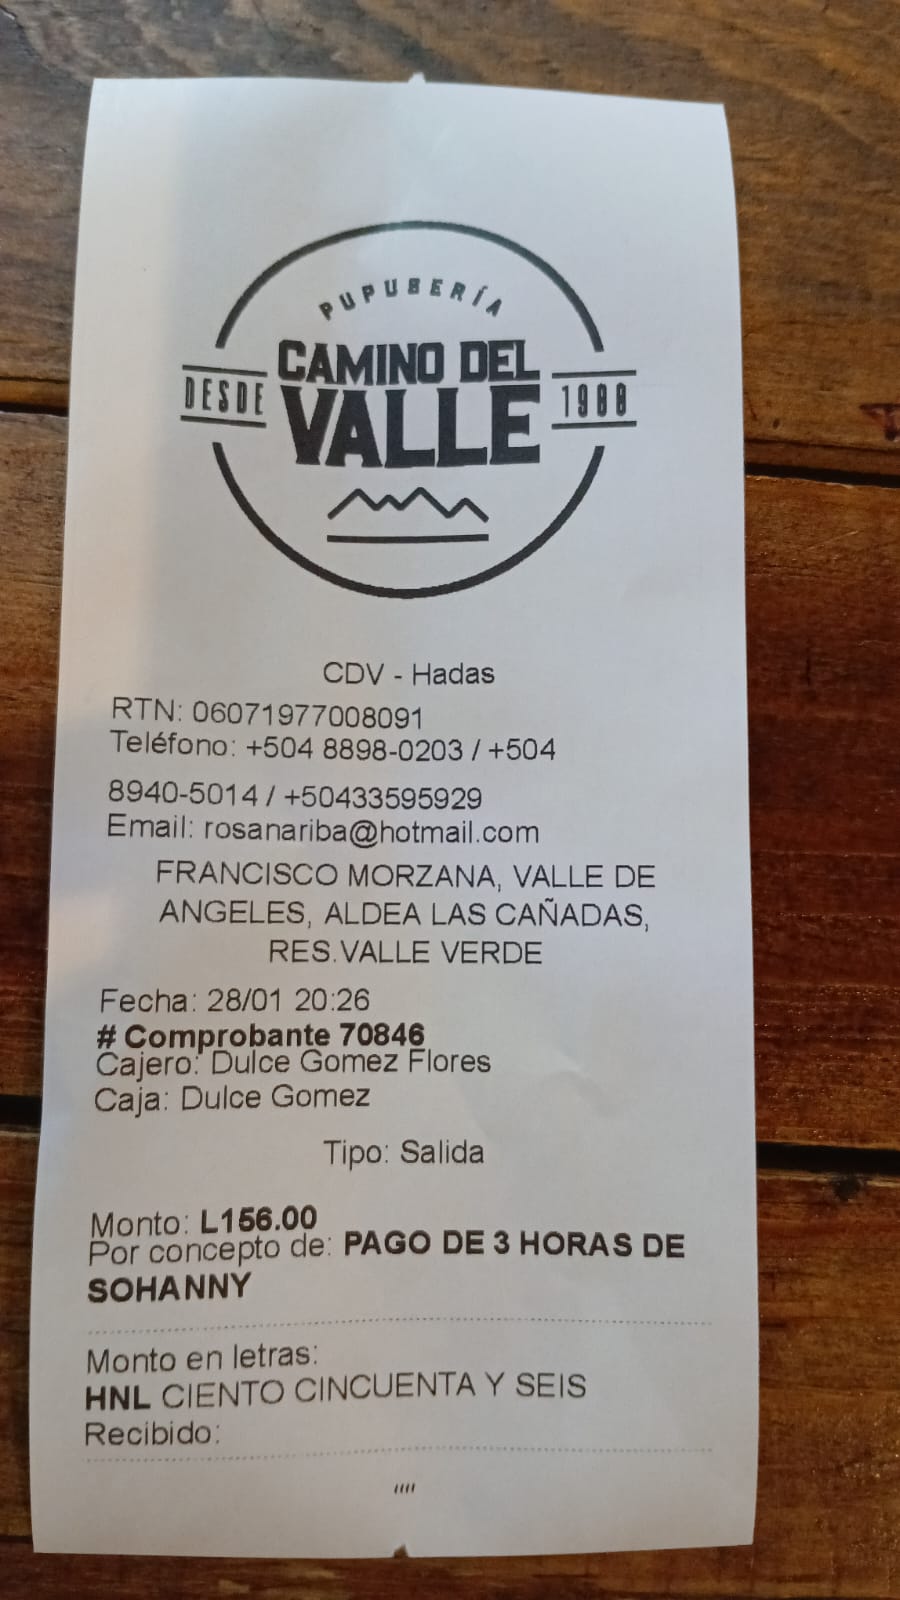 PUPUSERÍA
CAMINO DEL
DESDE VALLE 1988
CDV - Hadas
RTN: 06071977008091
Teléfono: +504 8898-0203 / +504
8940-5014 / +50433595929
Email: rosanariba@hotmail.com
FRANCISCO MORZANA, VALLE DE
ANGELES, ALDEA LAS CAÑADAS,
RES.VALLE VERDE
Fecha: 28/01 20:26
# Comprobante 70846
Cajero: Dulce Gomez Flores
Caja: Dulce Gomez
Tipo: Salida
Monto: L156.00
Por concepto de: PAGO DE 3 HORAS DE
SOHANNY
Monto en letras:
HNL CIENTO CINCUENTA Y SEIS
Recibido: